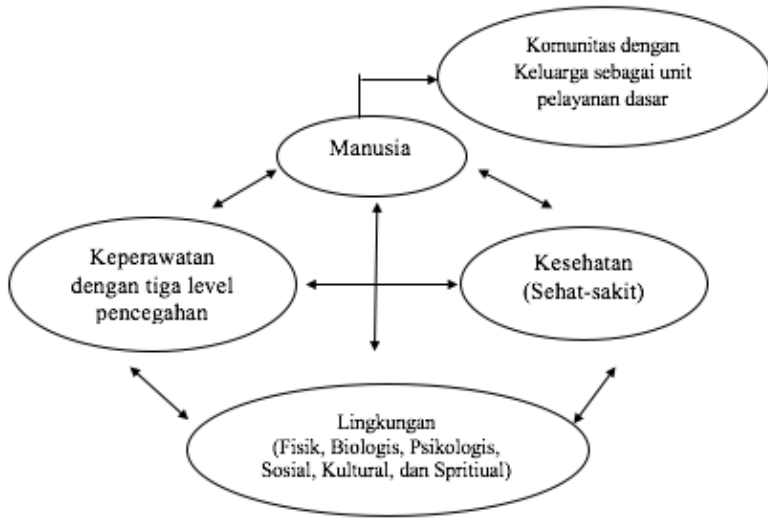 Komunitas dengan
Keluarga sebagai unit
pelayanan dasar
Manusia
Keperawatan
dengan tiga level
pencegahan
Kesehatan
(Sehat-sakit)
Lingkungan
(Fisik, Biologis, Psikologis,
Sosial, Kultural, dan Spritiual)